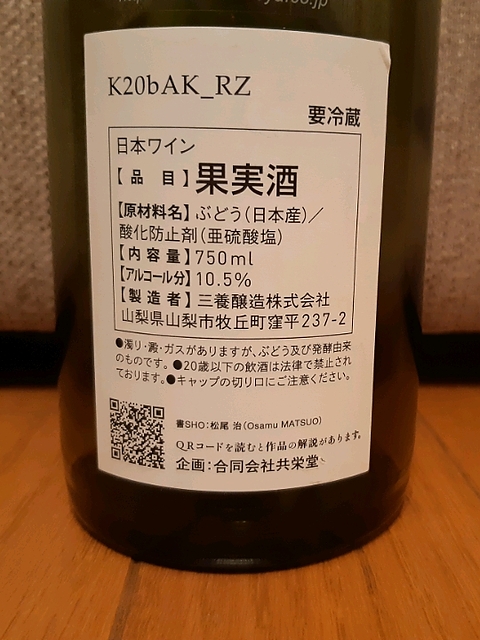 K20bAK_RZ
要冷蔵
日本ワイン
【品 目】果実酒
【原材料名】ぶどう(日本産)／
酸化防止剤(亜硫酸塩)
【内容量】750ml
【アルコール分】10.5%
【製造者】三養醸造株式会社
山梨県山梨市牧丘町窪平237-2
●濁り・澱・ガスがありますが、ぶどう及び発酵由来
のものです。●20歳以下の飲酒は法律で禁止され
ております。●キャップの切り口にご注意ください。
書SHO:松尾 治(Osamu MATSUO)
QRコードを読むと作品の解説があります。
企画:合同会社共栄堂